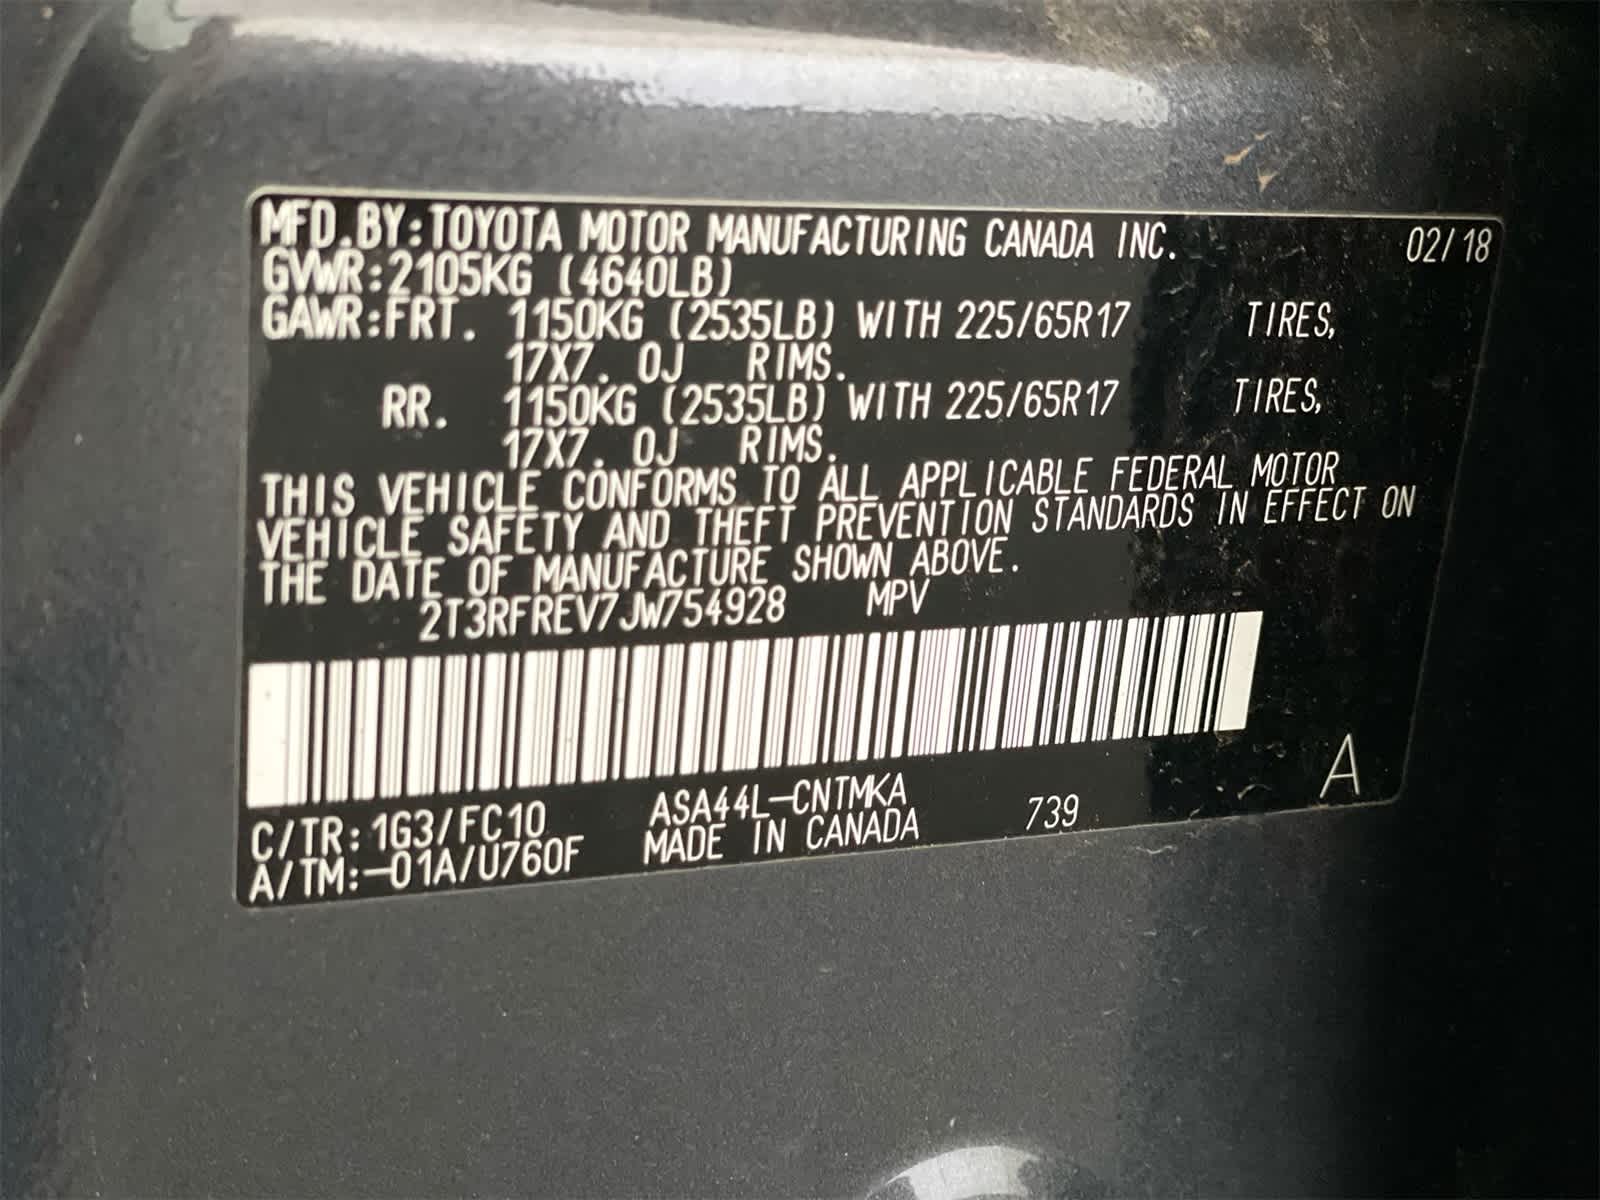 MFD.BY:TOYOTA MOTOR MANUFACTURING CANADA INC. 02/18
GVWR:2105KG (4640LB)
GAWR:FRT. 1150KG (2535LB) WITH 225/65R17 TIRES,
17X7. 0J RIMS.
RR. 1150KG (2535LB) WITH 225/65R17 TIRES,
17X7. 0J RIMS.
THIS VEHICLE CONFORMS TO ALL APPLICABLE FEDERAL MOTOR
VEHICLE SAFETY AND THEFT PREVENTION STANDARDS IN EFFECT ON
THE DATE OF MANUFACTURE SHOWN ABOVE.
2T3RFREV7JW754928 MPV
C/TR:1G3/FC10 ASA44L-CNTMKA 739 A
A/TM:-01A/U760F MADE IN CANADA